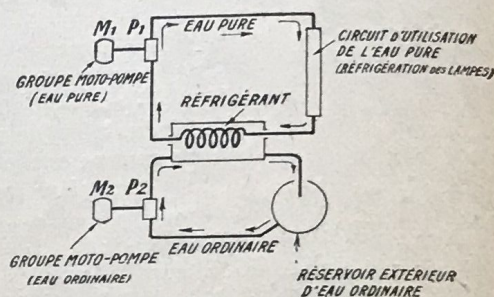 M1 P1
EAU PURE
CIRCUIT D'UTILISATION
DE L'EAU PURE
(RÉFRIGÉRATION DES LAMPES)
GROUPE MOTO-POMPE
(EAU PURE)
RÉFRIGÉRANT
M2 P2
EAU ORDINAIRE
GROUPE MOTO-POMPE
(EAU ORDINAIRE)
RÉSERVOIR EXTÉRIEUR
D'EAU ORDINAIRE